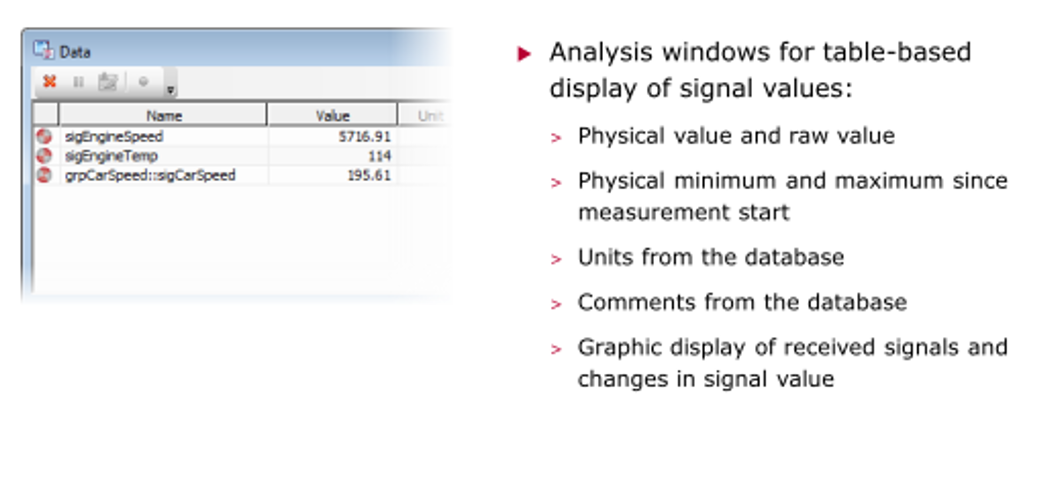 Data
Name Value Unit
sigEngineSpeed 5716.91
sigEngineTemp 114
grpCarSpeed::sigCarSpeed 195.61
Analysis windows for table-based
display of signal values:
> Physical value and raw value
> Physical minimum and maximum since
measurement start
> Units from the database
> Comments from the database
> Graphic display of received signals and
changes in signal value